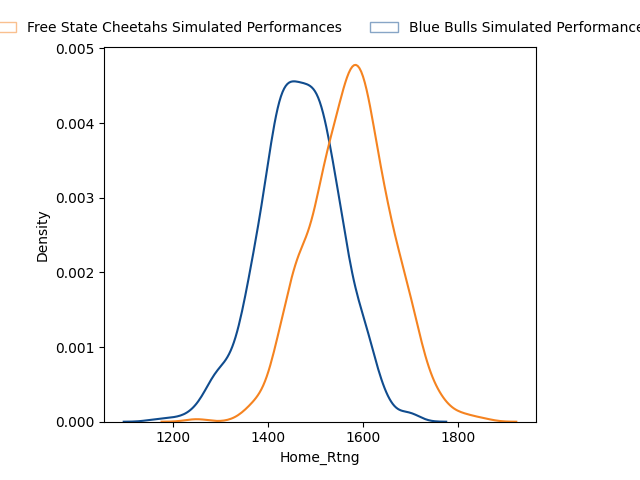 Free State Cheetahs Simulated Performances Blue Bulls Simulated Performance
0.005
0.004
0.003
0.002
0.001
0.000
Density
1200 1400 1600 1800
Home_Rtng